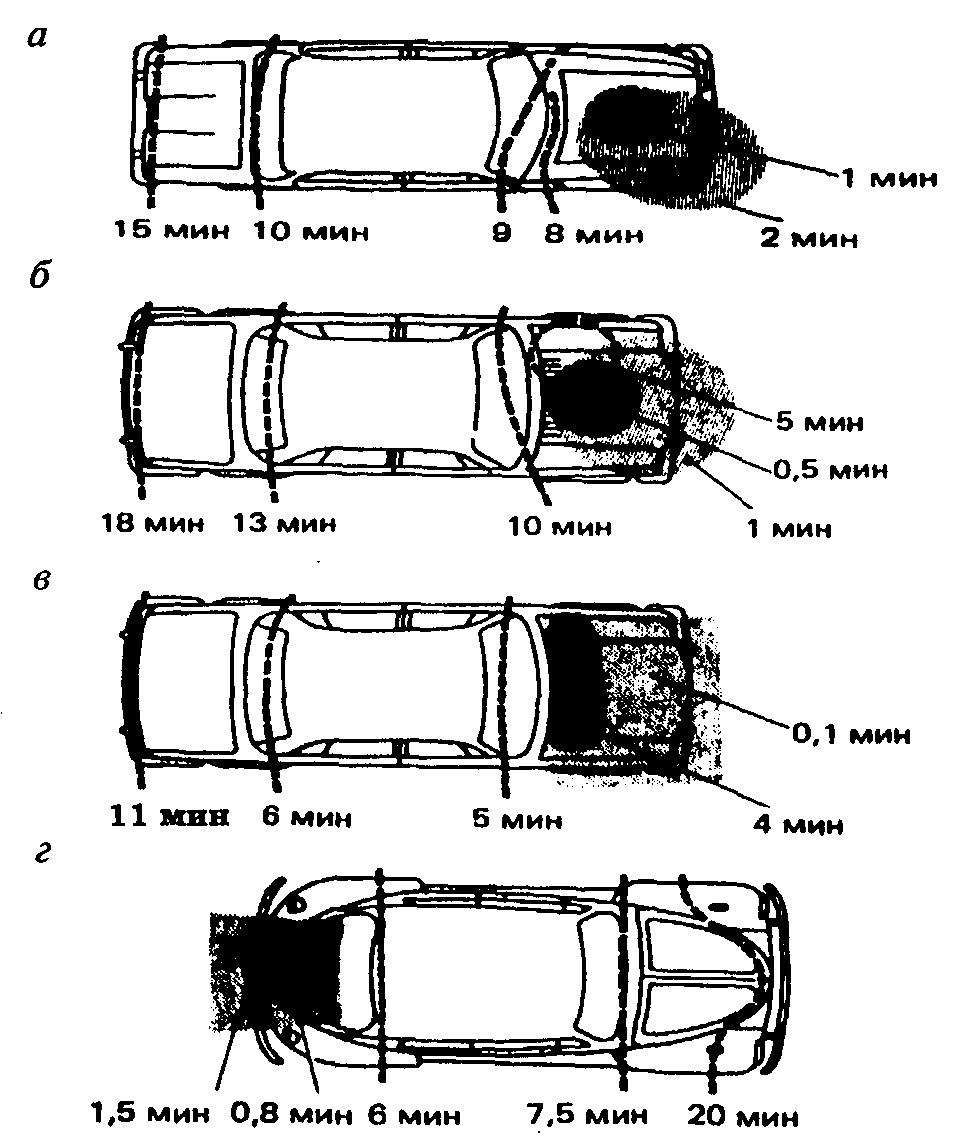 а
1 мин
15 мин 10 мин 9 8 мин
2 мин
б
5 мин
0,5 мин
18 мин 13 мин 10 мин
1 мин
в
0,1 мин
11 мин 6 мин 5 мин 4 мин
г
1,5 мин 0,8 мин 6 мин 7,5 мин 20 мин